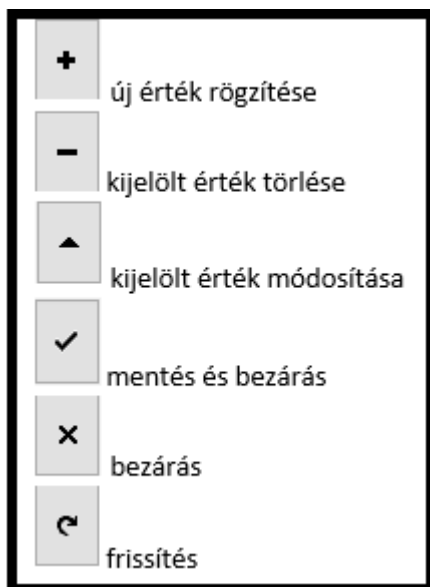 új érték rögzítése
kijelölt érték törlése
kijelölt érték módosítása
mentés és bezárás
bezárás
frissítés